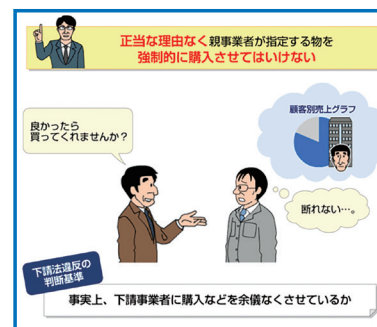 正当な理由なく親事業者が指定する物を
強制的に購入させてはいけない
顧客別売上グラフ
良かったら
買ってくれませんか？
断れない…。
下請法違反の
判断基準
事実上、下請事業者に購入などを余儀なくさせているか